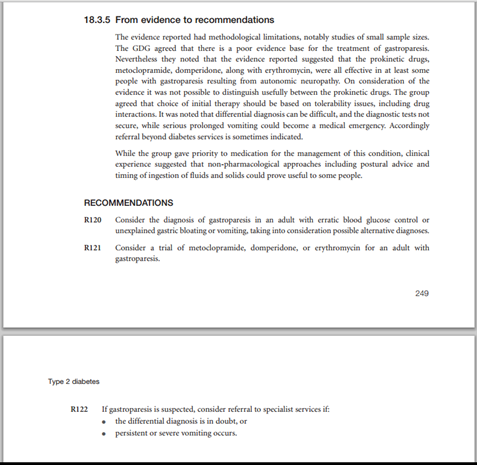 18.3.5 From evidence to recommendations
The evidence reported had methodological limitations, notably studies of small sample sizes.
The GDG agreed that there is a poor evidence base for the treatment of gastroparesis.
Nevertheless they noted that the evidence reported suggested that the prokinetic drugs,
metoclopramide, domperidone, along with erythromycin, were all effective in at least some
people with gastroparesis resulting from autonomic neuropathy. On consideration of the
evidence it was not possible to distinguish usefully between the prokinetic drugs. The group
agreed that choice of initial therapy should be based on tolerability issues, including drug
interactions. It was noted that differential diagnosis can be difficult, and the diagnostic tests not
secure, while serious prolonged vomiting could become a medical emergency. Accordingly
referral beyond diabetes services is sometimes indicated.
While the group gave priority to medication for the management of this condition, clinical
experience suggested that non-pharmacological approaches including postural advice and
timing of ingestion of fluids and solids could prove useful to some people.
RECOMMENDATIONS
R120 Consider the diagnosis of gastroparesis in an adult with erratic blood glucose control or
unexplained gastric bloating or vomiting, taking into consideration possible alternative diagnoses.
R121 Consider a trial of metoclopramide, domperidone, or erythromycin for an adult with
gastroparesis.
249
Type 2 diabetes
R122 If gastroparesis is suspected, consider referral to specialist services if:
• the differential diagnosis is in doubt, or
• persistent or severe vomiting occurs.